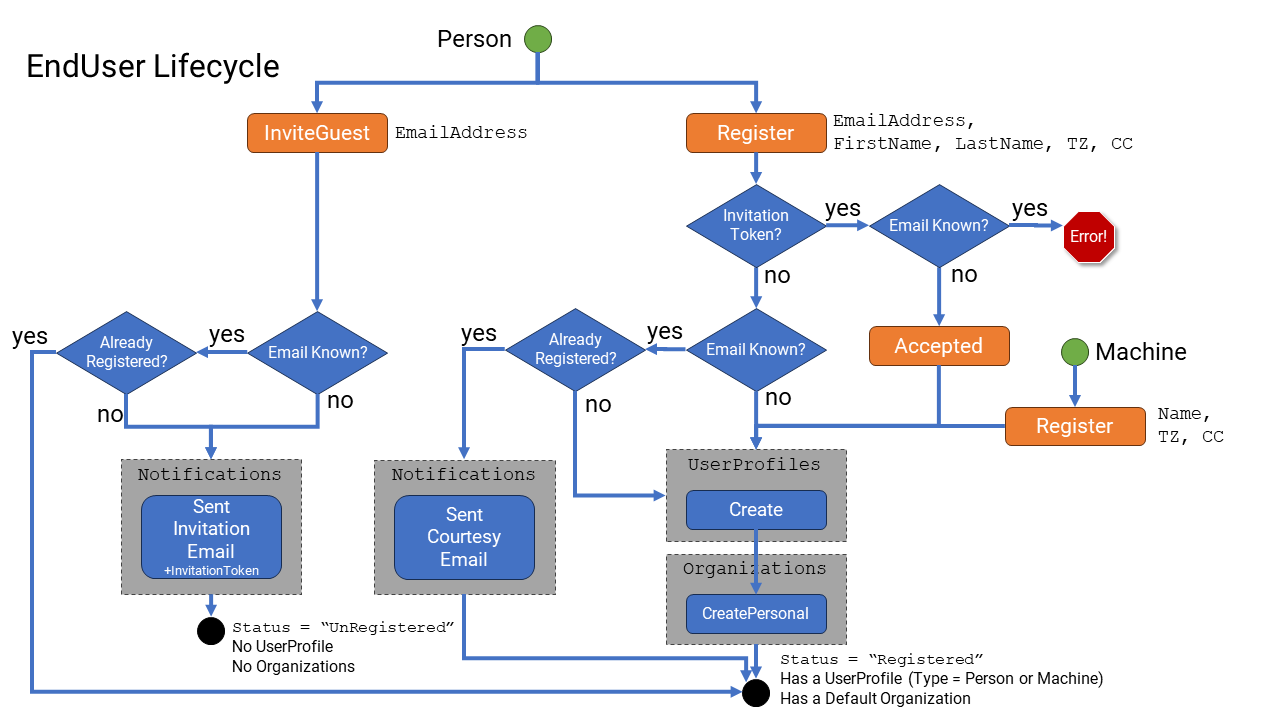 Person
EndUser Lifecycle
InviteGuest
EmailAddress
Register
EmailAddress,
FirstName, LastName, TZ, CC
Invitation
Token?
yes
Email Known?
yes
Error!
no
no
yes
Already
Registered?
yes
Email Known?
no
no
yes
Already
Registered?
yes
Email Known?
no
no
Accepted
Machine
Register
Name,
TZ, CC
Notifications
Sent
Invitation
Email
+InvitationToken
Notifications
Sent
Courtesy
Email
UserProfiles
Create
Organizations
CreatePersonal
Status = “UnRegistered”
No UserProfile
No Organizations
Status = “Registered”
Has a UserProfile (Type = Person or Machine)
Has a Default Organization